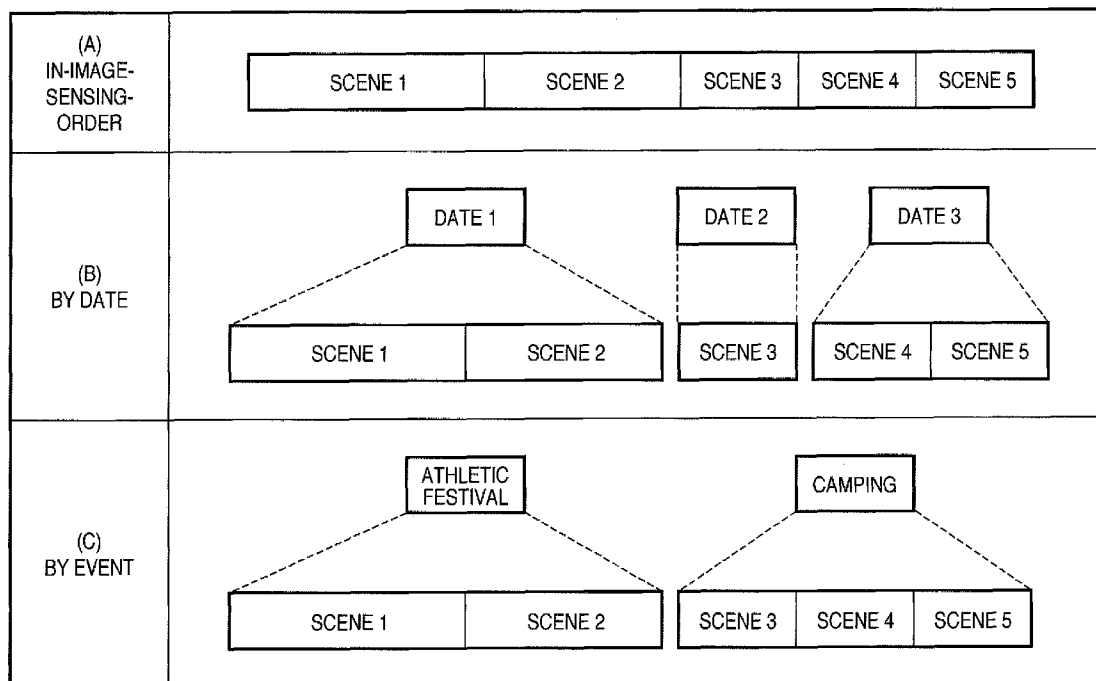 (A)
IN-IMAGE-
SENSING-
ORDER
SCENE 1
SCENE 2
SCENE 3
SCENE 4
SCENE 5
(B)
BY DATE
DATE 1
DATE 2
DATE 3
SCENE 1
SCENE 2
SCENE 3
SCENE 4
SCENE 5
(C)
BY EVENT
ATHLETIC
FESTIVAL
CAMPING
SCENE 1
SCENE 2
SCENE 3
SCENE 4
SCENE 5